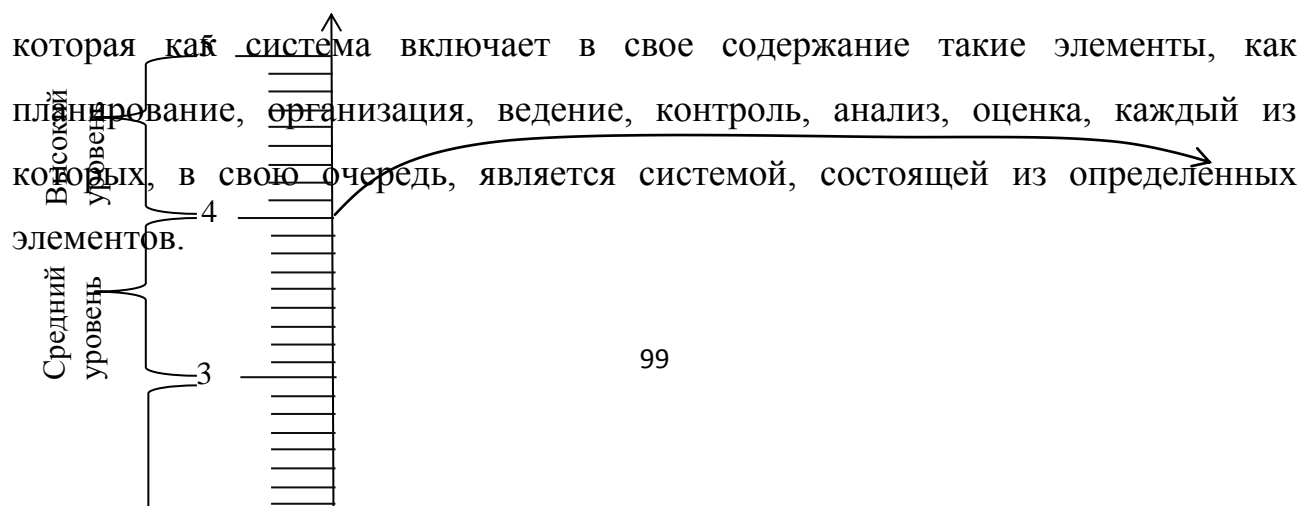 которая как система включает в свое содержание такие элементы, как
планирование, организация, ведение, контроль, анализ, оценка, каждый из
которых, в свою очередь, является системой, состоящей из определенных
элементов.
5
Высокий
уровень
4
Средний
уровень
3
99